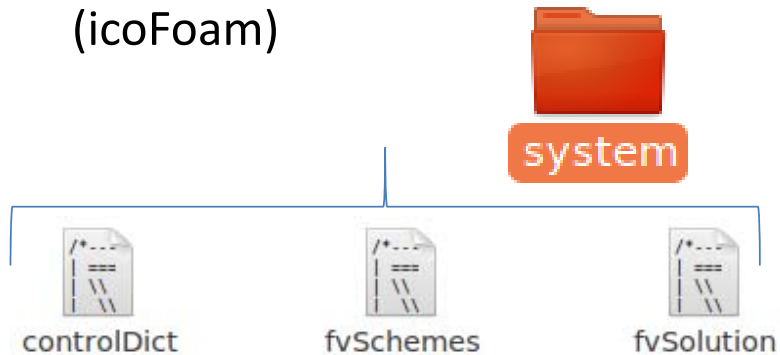 (icoFoam)
system
/*---
| ===
| \\
| \\
/*---
| ===
| \\
| \\
/*---
| ===
| \\
| \\
controlDict
fvSchemes
fvSolution